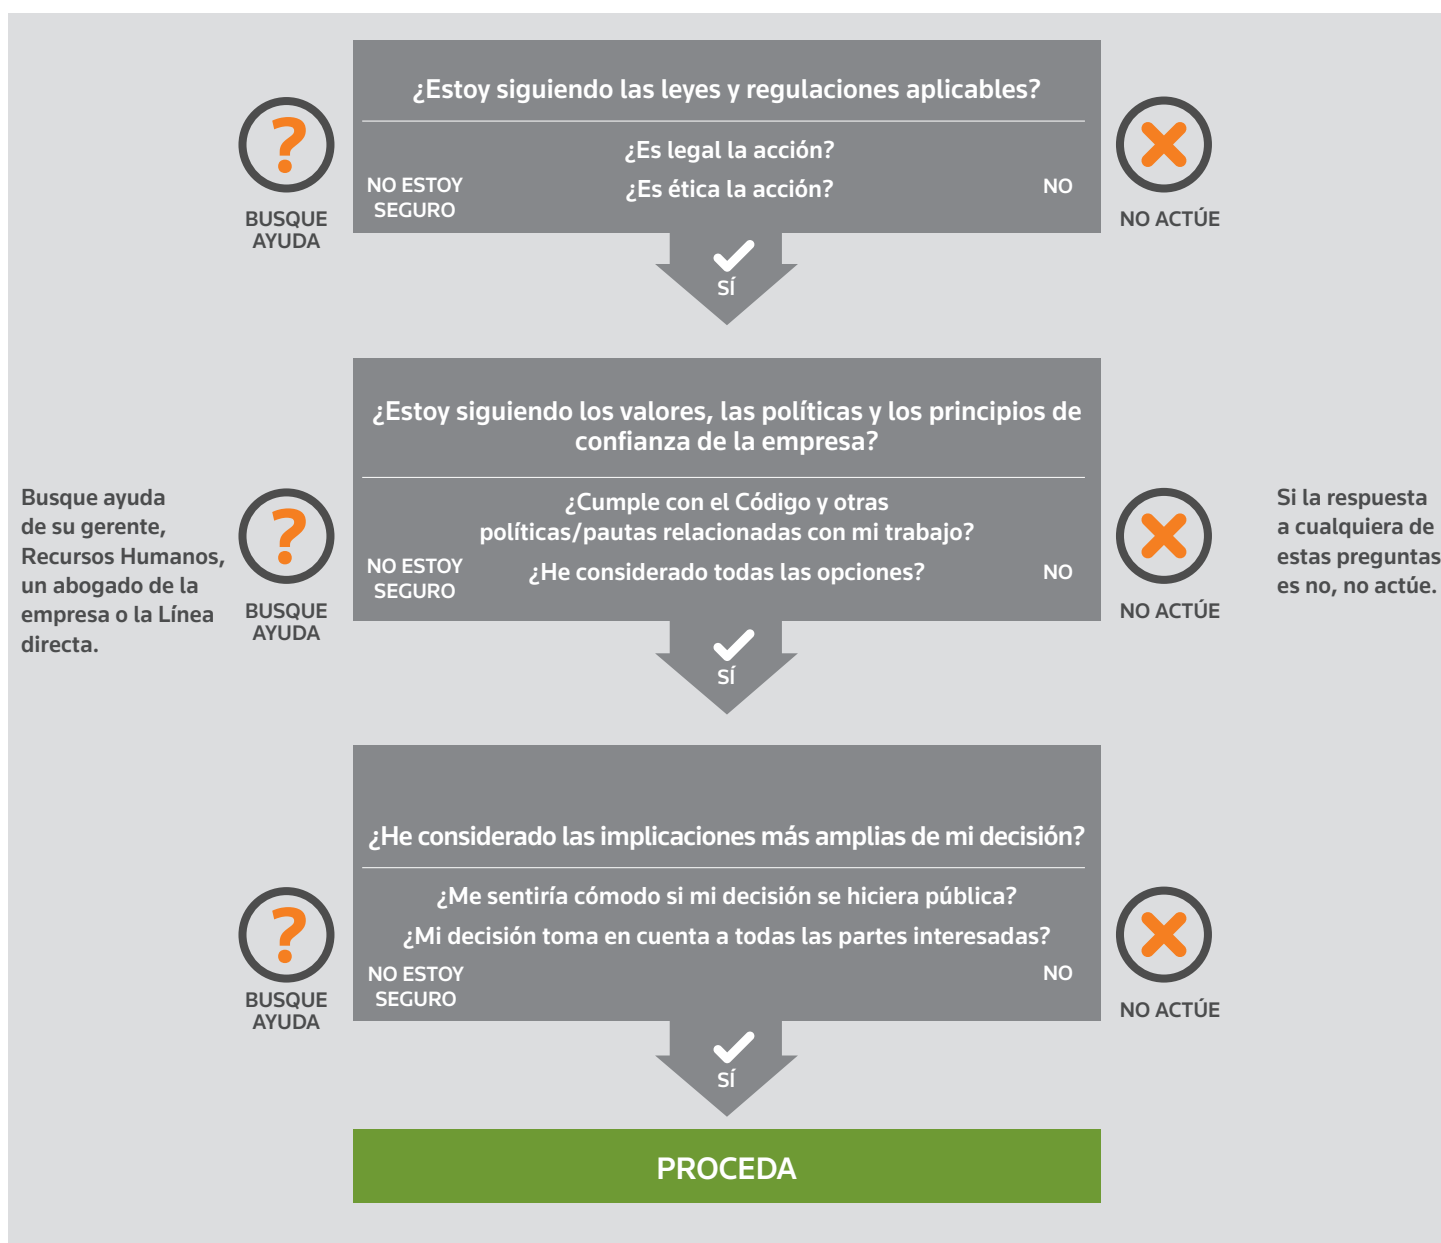 ¿Estoy siguiendo las leyes y regulaciones aplicables?
¿Es legal la acción?
¿Es ética la acción?
NO ESTOY
SEGURO
NO
?
BUSQUE
AYUDA
NO ACTÚE
SÍ
¿Estoy siguiendo los valores, las políticas y los principios de
confianza de la empresa?
¿Cumple con el Código y otras
políticas/pautas relacionadas con mi trabajo?
¿He considerado todas las opciones?
NO ESTOY
SEGURO
NO
Busque ayuda
de su gerente,
Recursos Humanos,
un abogado de la
empresa o la Línea
directa.
?
BUSQUE
AYUDA
NO ACTÚE
Si la respuesta
a cualquiera de
estas preguntas
es no, no actúe.
SÍ
¿He considerado las implicaciones más amplias de mi decisión?
¿Me sentiría cómodo si mi decisión se hiciera pública?
¿Mi decisión toma en cuenta a todas las partes interesadas?
NO ESTOY
SEGURO
NO
?
BUSQUE
AYUDA
NO ACTÚE
SÍ
PROCEDA